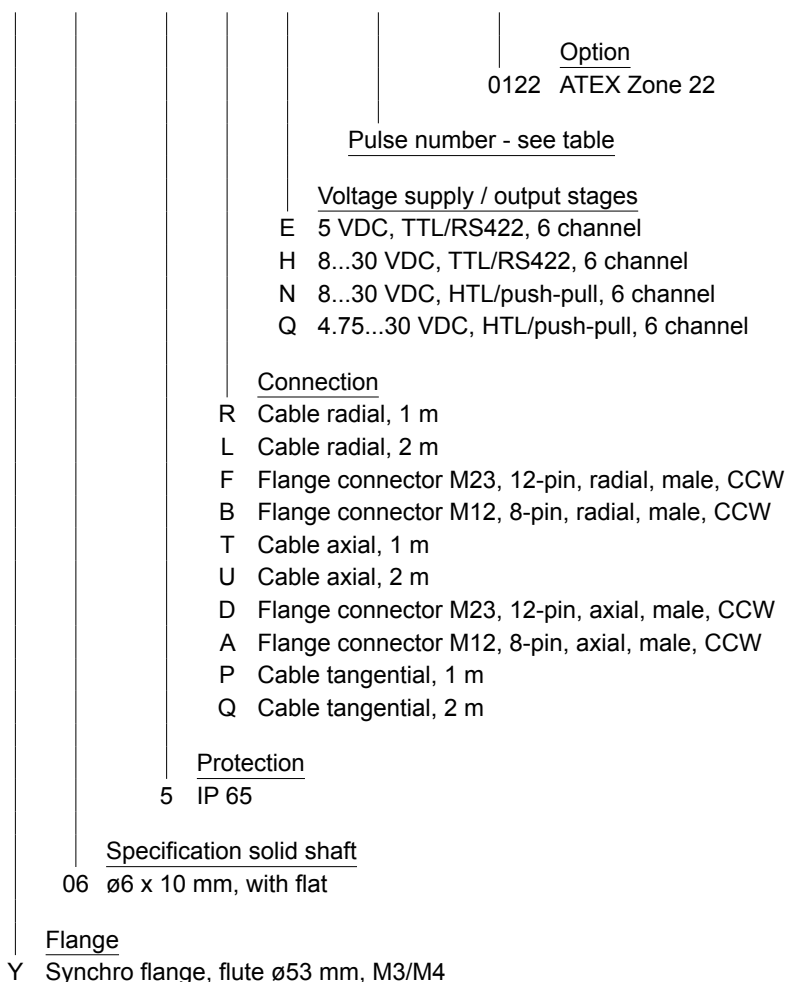 Option
0122 ATEX Zone 22
Pulse number - see table
Voltage supply / output stages
E 5 VDC, TTL/RS422, 6 channel
H 8...30 VDC, TTL/RS422, 6 channel
N 8...30 VDC, HTL/push-pull, 6 channel
Q 4.75...30 VDC, HTL/push-pull, 6 channel
Connection
R Cable radial, 1 m
L Cable radial, 2 m
F Flange connector M23, 12-pin, radial, male, CCW
B Flange connector M12, 8-pin, radial, male, CCW
T Cable axial, 1 m
U Cable axial, 2 m
D Flange connector M23, 12-pin, axial, male, CCW
A Flange connector M12, 8-pin, axial, male, CCW
P Cable tangential, 1 m
Q Cable tangential, 2 m
Protection
5 IP 65
Specification solid shaft
06 ø6 x 10 mm, with flat
Flange
Y Synchro flange, flute ø53 mm, M3/M4